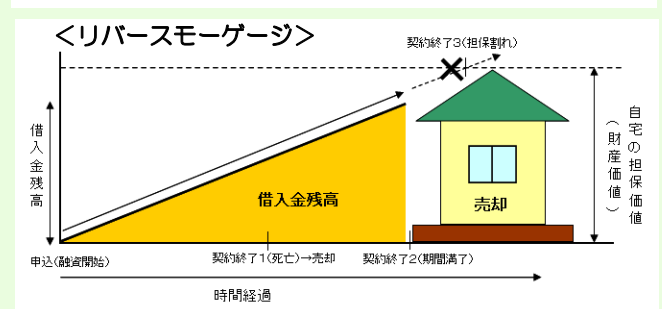 <リバースモーゲージ>
契約終了3(担保割れ)
借入金残高
自宅の担保価値
(財産価値)
借入金残高
売却
申込(融資開始)
契約終了1(死亡)→売却
契約終了2(期間満了)
時間経過